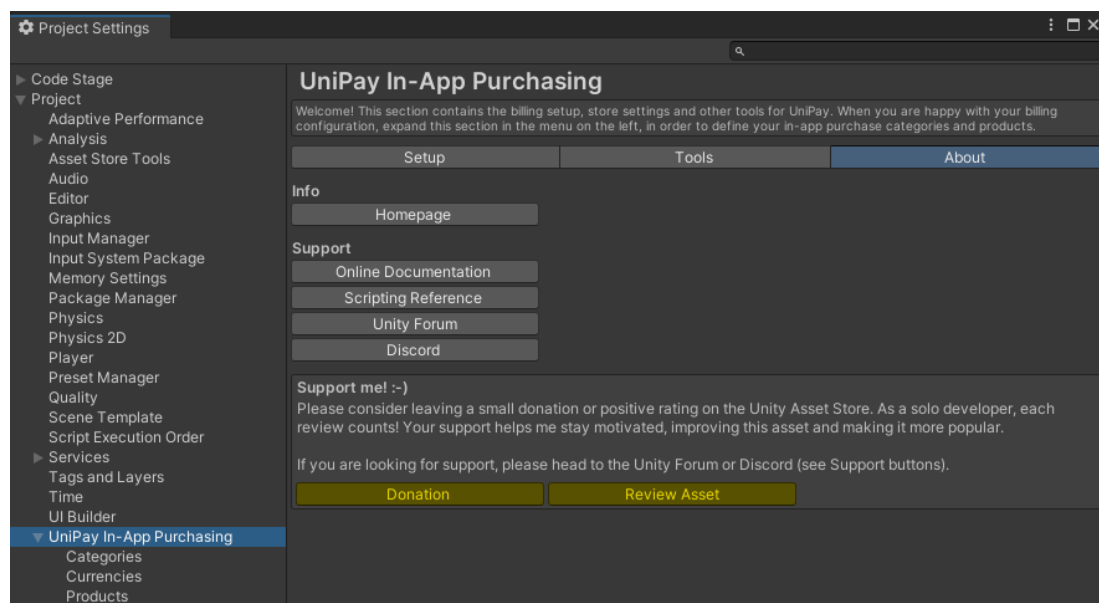 Project Settings
Code Stage
Project
Adaptive Performance
Analysis
Asset Store Tools
Audio
Editor
Graphics
Input Manager
Input System Package
Memory Settings
Package Manager
Physics
Physics 2D
Player
Preset Manager
Quality
Scene Template
Script Execution Order
Services
Tags and Layers
Time
UI Builder
UniPay In-App Purchasing
Categories
Currencies
Products
UniPay In-App Purchasing
Welcome! This section contains the billing setup, store settings and other tools for UniPay. When you are happy with your billing
configuration, expand this section in the menu on the left, in order to define your in-app purchase categories and products.
Setup Tools About
Info
Homepage
Support
Online Documentation
Scripting Reference
Unity Forum
Discord
Support me! :-)
Please consider leaving a small donation or positive rating on the Unity Asset Store. As a solo developer, each
review counts! Your support helps me stay motivated, improving this asset and making it more popular.
If you are looking for support, please head to the Unity Forum or Discord (see Support buttons).
Donation Review Asset